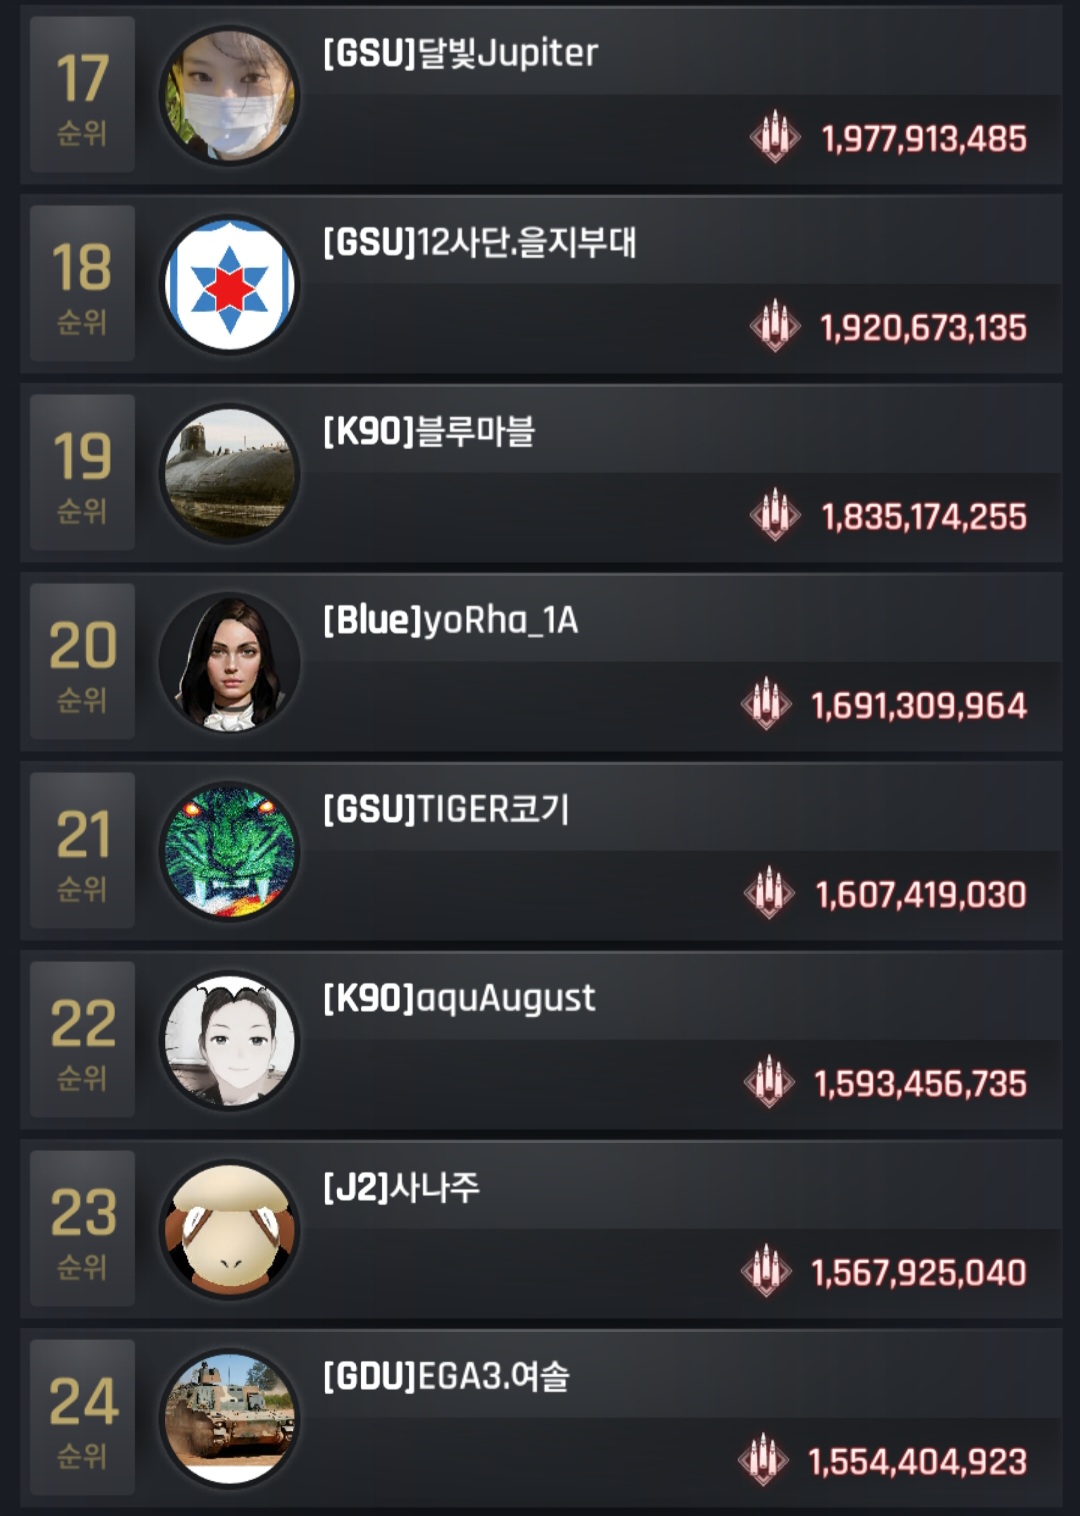 17
순위
[GSU]달빛Jupiter
1,977,913,485
18
순위
[GSU]12사단.을지부대
1,920,673,135
19
순위
[K90]블루마블
1,835,174,255
20
순위
[Blue]yoRha_1A
1,691,309,964
21
순위
[GSU]TIGER코기
1,607,419,030
22
순위
[K90]aquAugust
1,593,456,735
23
순위
[J2]사나주
1,567,925,040
24
순위
[GDU]EGA3.여솔
1,554,404,923